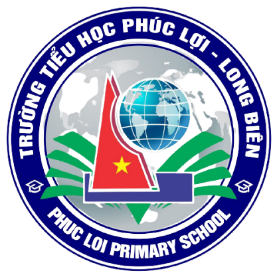 TRƯỜNG TIỂU HỌC PHÚC LỢI - LONG BIÊN
PHUC LOI PRIMARY SCHOOL